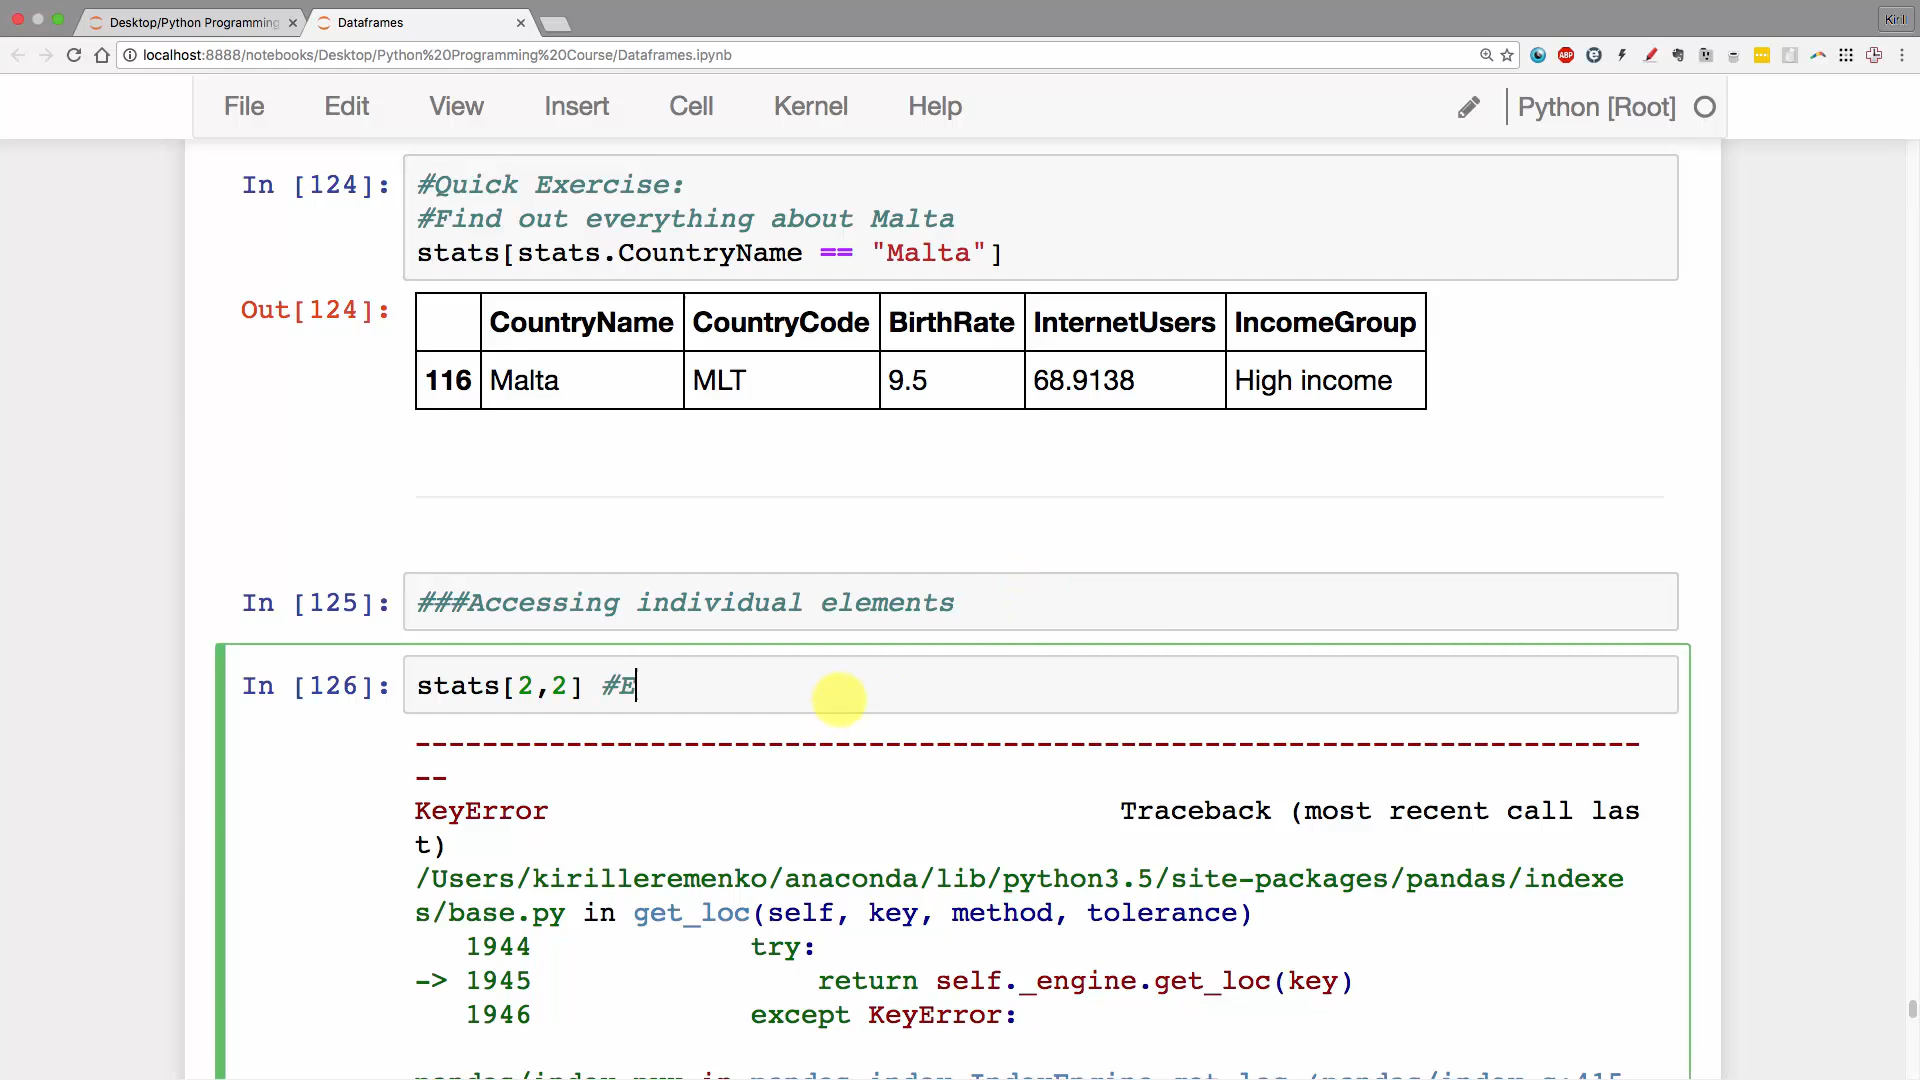 Desktop/Python Programming
Dataframes
Kirill
localhost:8888/notebooks/Desktop/Python%20Programming%20Course/Dataframes.ipynb
ABP
File Edit View Insert Cell Kernel Help Python [Root]
In [124]: #Quick Exercise:
#Find out everything about Malta
stats[stats.CountryName == "Malta"]
Out[124]:
CountryName CountryCode BirthRate InternetUsers IncomeGroup
116 Malta MLT 9.5 68.9138 High income
In [125]: ###Accessing individual elements
In [126]: stats[2,2] #E
-------------------------------------------------------------------------
--
KeyError Traceback (most recent call las
t)
/Users/kirilleremenko/anaconda/lib/python3.5/site-packages/pandas/indexe
s/base.py in get_loc(self, key, method, tolerance)
1944 try:
-> 1945 return self._engine.get_loc(key)
1946 except KeyError: